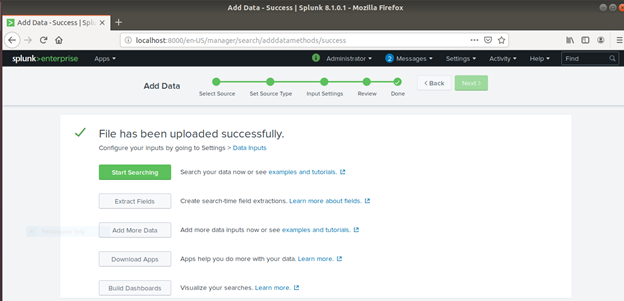 Add Data - Success | Splunk 8.1.0.1 - Mozilla Firefox
Add Data - Success | Splu
localhost:8000/en-US/manager/search/adddatamethods/success
splunk>enterprise Apps Administrator 2 Messages Settings Activity Help Find
Add Data
Select Source Set Source Type Input Settings Review Done
< Back Next >
File has been uploaded successfully.
Configure your inputs by going to Settings > Data Inputs
Start Searching Search your data now or see examples and tutorials.
Extract Fields Create search-time field extractions. Learn more about fields.
Add More Data Add more data inputs now or see examples and tutorials.
Download Apps Apps help you do more with your data. Learn more.
Build Dashboards Visualize your searches. Learn more.